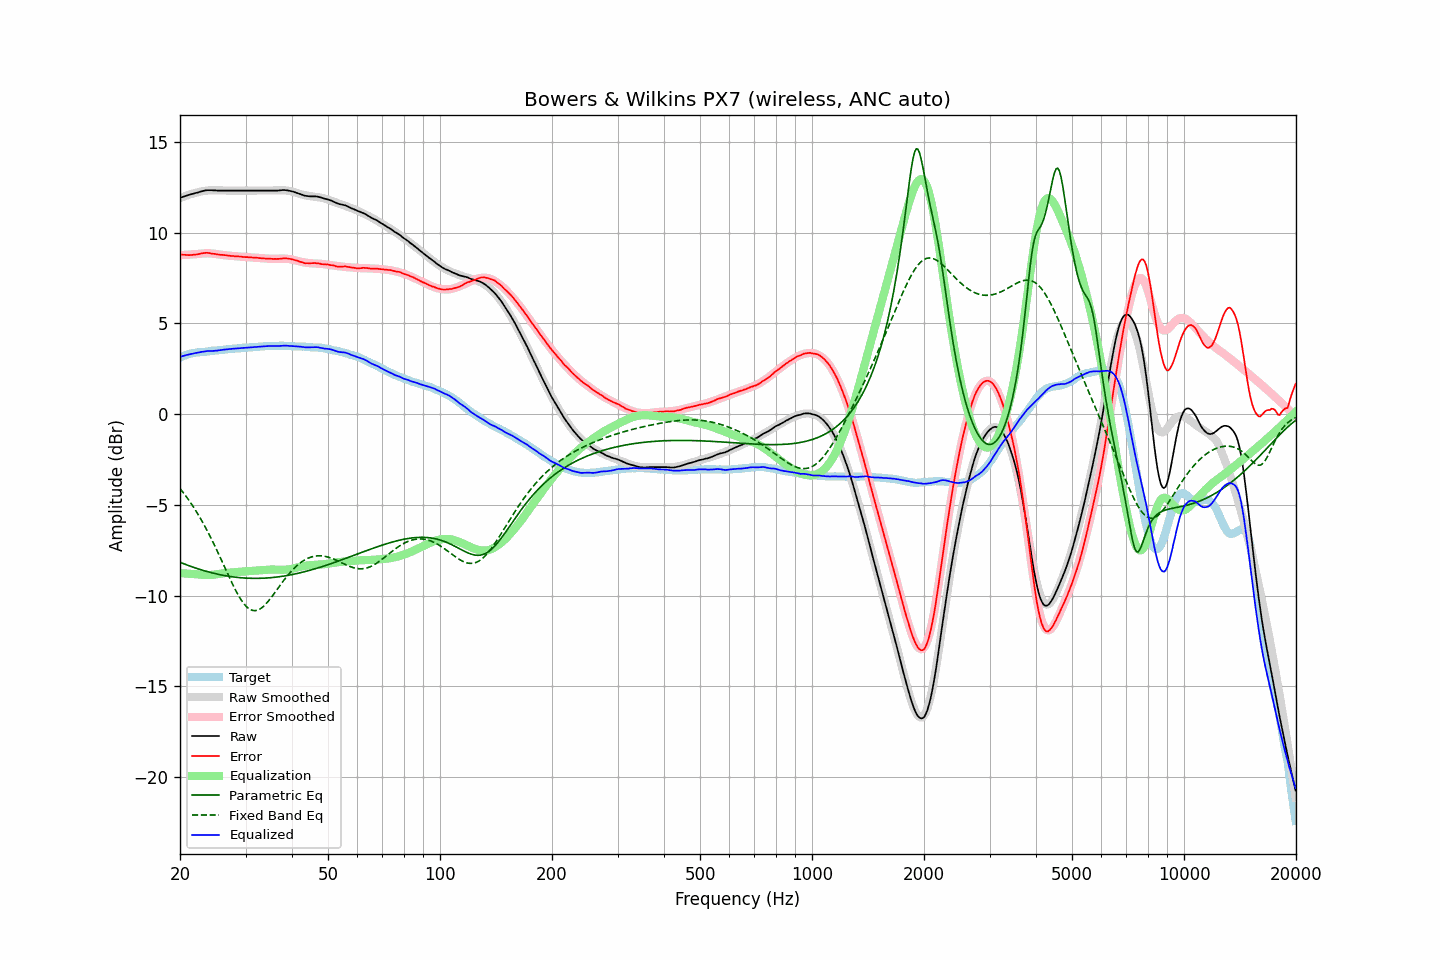 Bowers & Wilkins PX7 (wireless, ANC auto)
Amplitude (dBr)
15
10
5
0
−5
−10
−15
−20
Target
Raw Smoothed
Error Smoothed
Raw
Error
Equalization
Parametric Eq
Fixed Band Eq
Equalized
20 50 100 200 500 1000 2000 5000 10000 20000
Frequency (Hz)